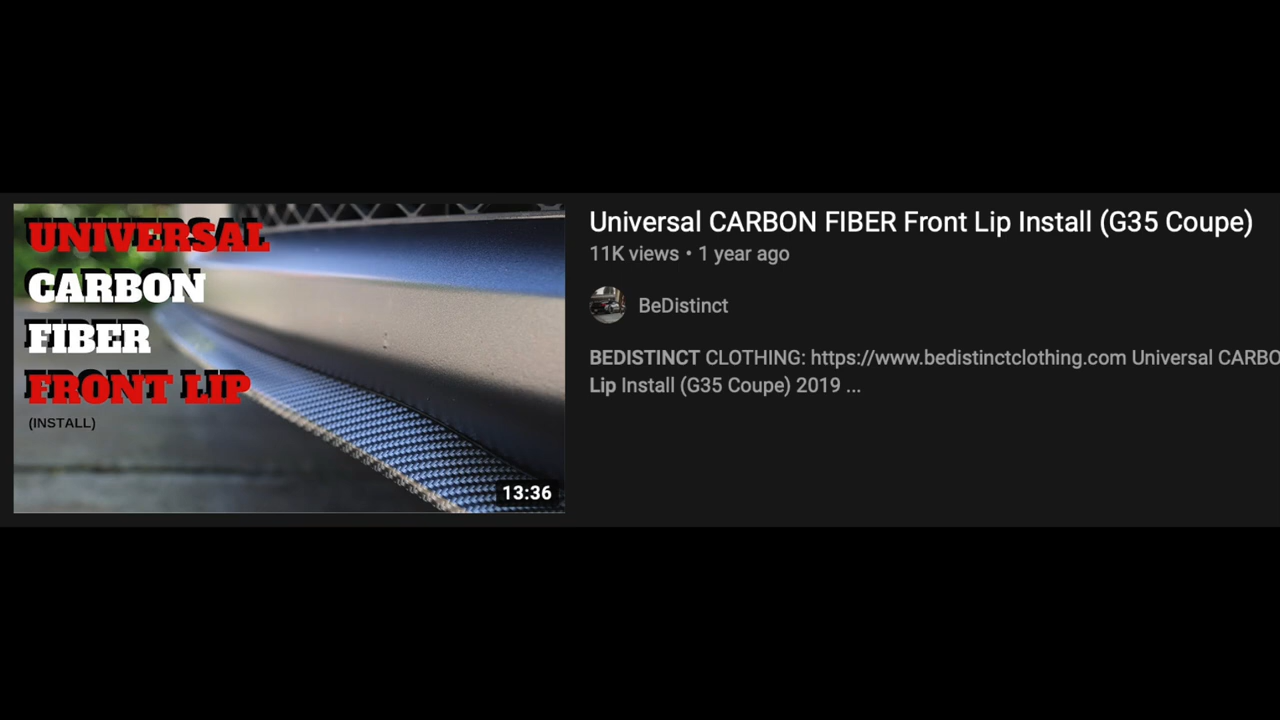 UNIVERSAL
CARBON
FIBER
FRONT LIP
(INSTALL)
13:36
Universal CARBON FIBER Front Lip Install (G35 Coupe)
11K views • 1 year ago
BeDistinct
BEDISTINCT CLOTHING: https://www.bedistinctclothing.com Universal CARBO
Lip Install (G35 Coupe) 2019 ...